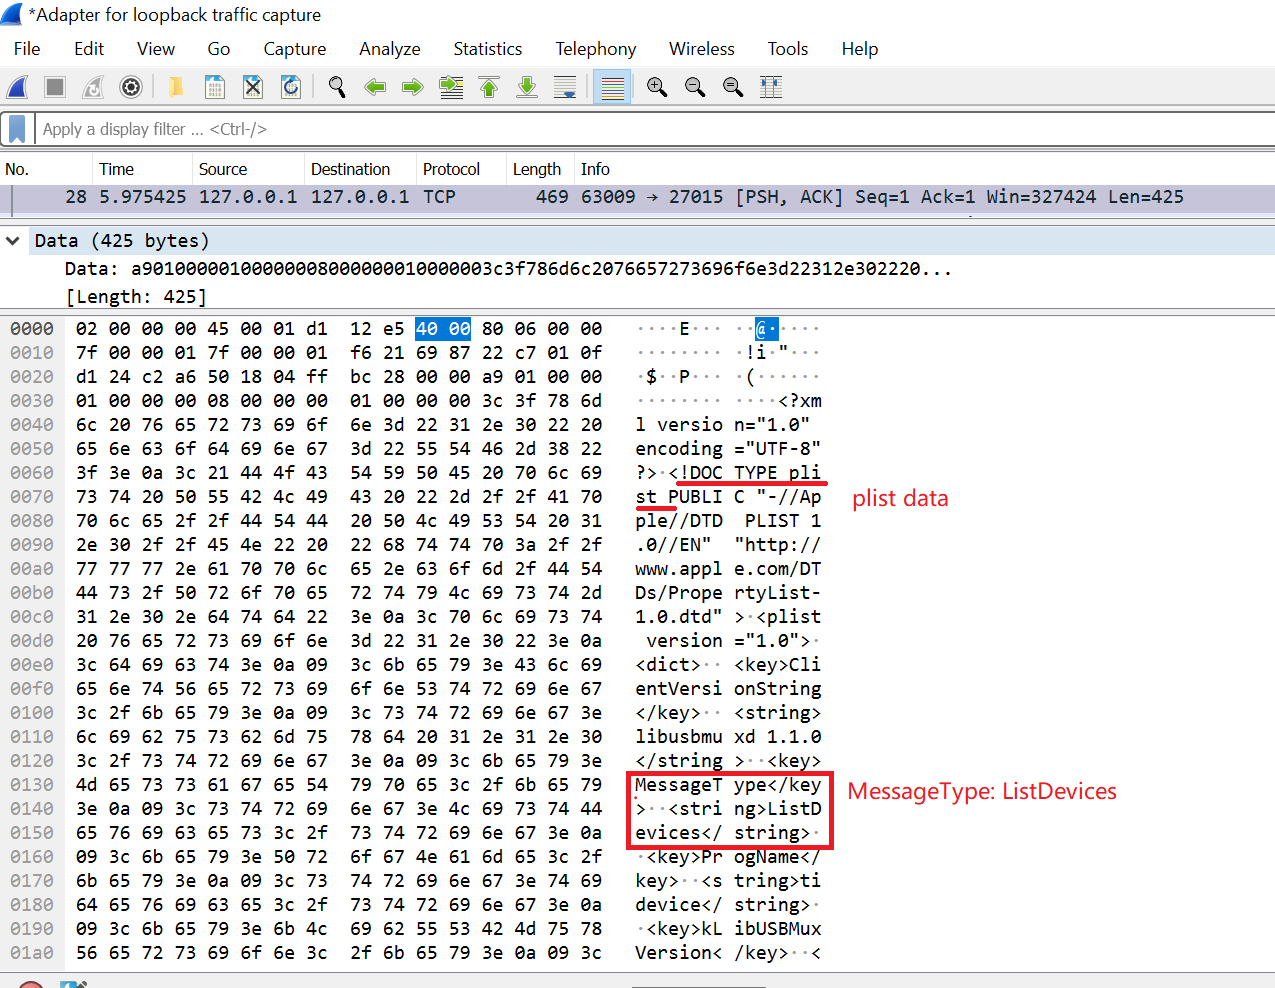 *Adapter for loopback traffic capture
File Edit View Go Capture Analyze Statistics Telephony Wireless Tools Help
Apply a display filter ... <Ctrl-/>
No. Time Source Destination Protocol Length Info
28 5.975425 127.0.0.1 127.0.0.1 TCP 469 63009 → 27015 [PSH, ACK] Seq=1 Ack=1 Win=327424 Len=425
Data (425 bytes)
Data: a90100000100000008000000010000003c3f786d6c2076657273696f6e3d22312e302220...
[Length: 425]
0000 02 00 00 00 45 00 01 d1 12 e5 40 00 80 06 00 00 ····E··· ··@·····
0010 7f 00 00 01 7f 00 00 01 f6 21 69 87 22 c7 01 0f ········ ·!i·"···
0020 d1 24 c2 a6 50 18 04 ff bc 28 00 00 a9 01 00 00 ·$··P··· ·(······
0030 01 00 00 00 08 00 00 00 01 00 00 00 3c 3f 78 6d ········ ····<?xm
0040 6c 20 76 65 72 73 69 6f 6e 3d 22 31 2e 30 22 20 l versio n="1.0"
0050 65 6e 63 6f 64 69 6e 67 3d 22 55 54 46 2d 38 22 encoding ="UTF-8"
0060 3f 3e 0a 3c 21 44 4f 43 54 59 50 45 20 70 6c 69 ?>·<!DOC TYPE pli
0070 73 74 20 50 55 42 4c 49 43 20 22 2d 2f 2f 41 70 st PUBLI C "-//Ap
plist data
0080 70 6c 65 2f 2f 44 54 44 20 50 4c 49 53 54 20 31 ple//DTD PLIST 1
0090 2e 30 2f 2f 45 4e 22 20 22 68 74 74 70 3a 2f 2f .0//EN" "http://
00a0 77 77 77 2e 61 70 70 6c 65 2e 63 6f 6d 2f 44 54 www.appl e.com/DT
00b0 44 73 2f 50 72 6f 70 65 72 74 79 4c 69 73 74 2d Ds/Prope rtyList-
00c0 31 2e 30 2e 64 74 64 22 3e 0a 3c 70 6c 69 73 74 1.0.dtd" >·<plist
00d0 20 76 65 72 73 69 6f 6e 3d 22 31 2e 30 22 3e 0a version ="1.0">·
00e0 3c 64 69 63 74 3e 0a 09 3c 6b 65 79 3e 43 6c 69 <dict>·· <key>Cli
00f0 65 6e 74 56 65 72 73 69 6f 6e 53 74 72 69 6e 67 entVersi onString
0100 3c 2f 6b 65 79 3e 0a 09 3c 73 74 72 69 6e 67 3e </key>·· <string>
0110 6c 69 62 75 73 62 6d 75 78 64 20 31 2e 31 2e 30 libusbmu xd 1.1.0
0120 3c 2f 73 74 72 69 6e 67 3e 0a 09 3c 6b 65 79 3e </string >··<key>
0130 4d 65 73 73 61 67 65 54 79 70 65 3c 2f 6b 65 79 MessageT ype</key
MessageType: ListDevices
0140 3e 0a 09 3c 73 74 72 69 6e 67 3e 4c 69 73 74 44 >··<stri ng>ListD
0150 65 76 69 63 65 73 3c 2f 73 74 72 69 6e 67 3e 0a evices</ string>·
0160 09 3c 6b 65 79 3e 50 72 6f 67 4e 61 6d 65 3c 2f ·<key>Pr ogName</
0170 6b 65 79 3e 0a 09 3c 73 74 72 69 6e 67 3e 74 69 key>··<s tring>ti
0180 64 65 76 69 63 65 3c 2f 73 74 72 69 6e 67 3e 0a device</ string>·
0190 09 3c 6b 65 79 3e 6b 4c 69 62 55 53 42 4d 75 78 ·<key>kL ibUSBMux
01a0 56 65 72 73 69 6f 6e 3c 2f 6b 65 79 3e 0a 09 3c Version< /key>··<